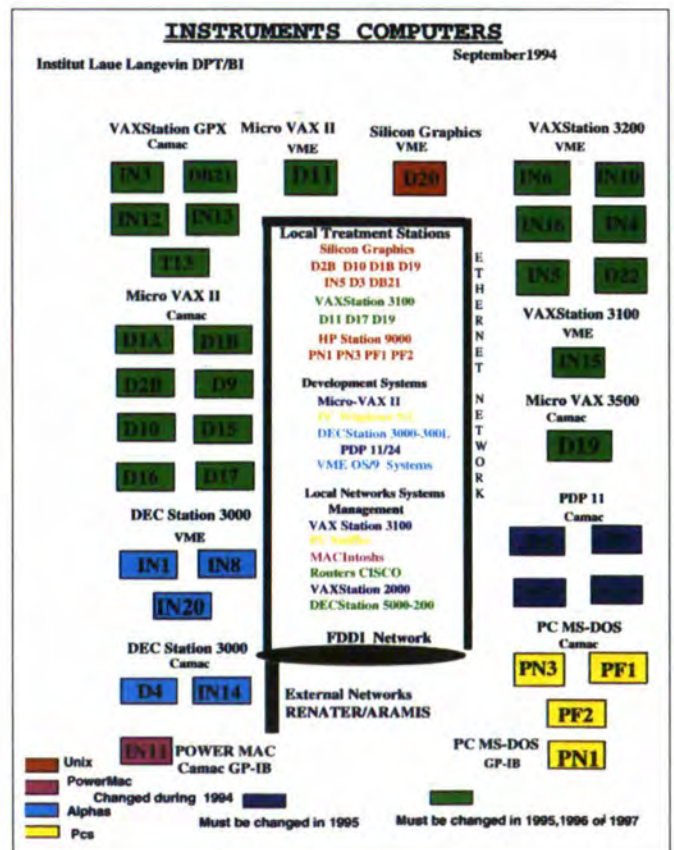 INSTRUMENTS COMPUTERS
Institut Laue Langevin DPT/BI
September1994
VAXStation GPX
Camac
IN3 DB21
IN12 IN13
T13
Micro VAX II
VME
D11
Silicon Graphics
VME
D20
VAXStation 3200
VME
IN6 IN10
IN16 IN4
IN5 D22
Micro VAX II
Camac
D1A D1B
D2B D9
D10 D15
D16 D17
DEC Station 3000
VME
IN1 IN8
IN20
DEC Station 3000
Camac
D4 IN14
IN11 POWER MAC
Camac GP-IB
Local Treatment Stations
Silicon Graphics
D2B D10 D1B D19
IN5 D3 DB21
VAXStation 3100
D11 D17 D19
HP Station 9000
PN1 PN3 PF1 PF2
Development Systems
Micro-VAX II
DECStation 3000-300L
PDP 11/24
VME OS/9 Systems
Local Networks Systems
Management
VAX Station 3100
MACIntoshs
Routers CISCO
VAXStation 2000
DECStation 5000-200
FDDI Network
External Networks
RENATER/ARAMIS
ETHERNET NETWORK
VAXStation 3100
VME
IN15
Micro VAX 3500
Camac
D19
PDP 11
Camac
PC MS-DOS
Camac
PN3 PF1
PF2
PC MS-DOS
GP-IB
PN1
Unix
PowerMac
Changed during 1994
Alphas
Pcs
Must be changed in 1995
Must be changed in 1995,1996 or 1997